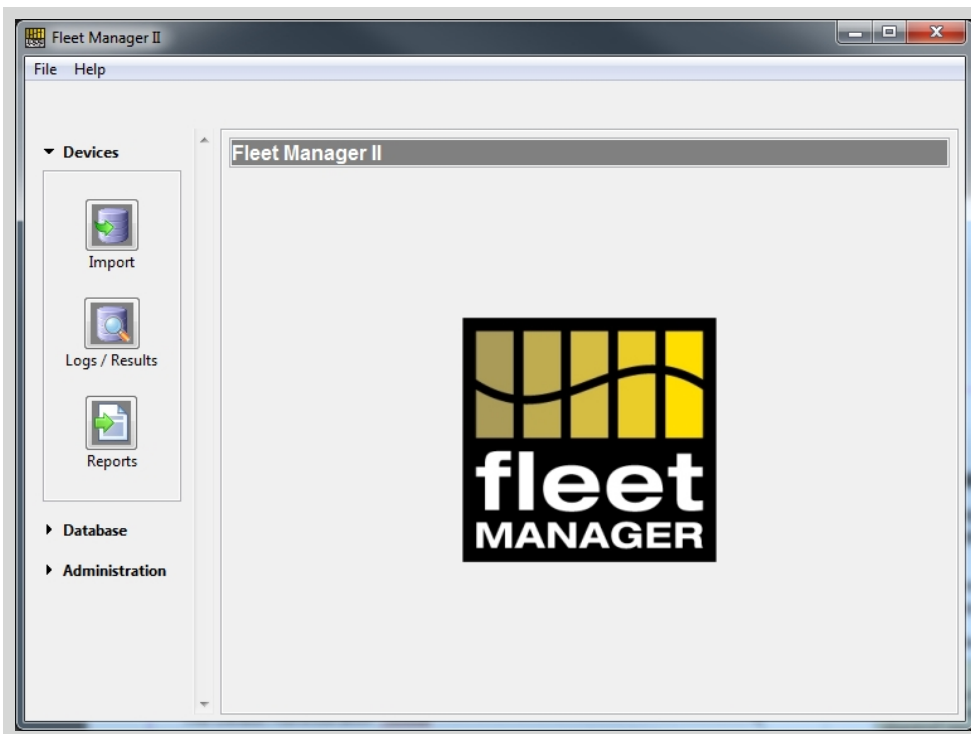 Fleet Manager II
File Help
Devices
Fleet Manager II
Import
Logs / Results
Reports
Database
Administration
fleet
MANAGER